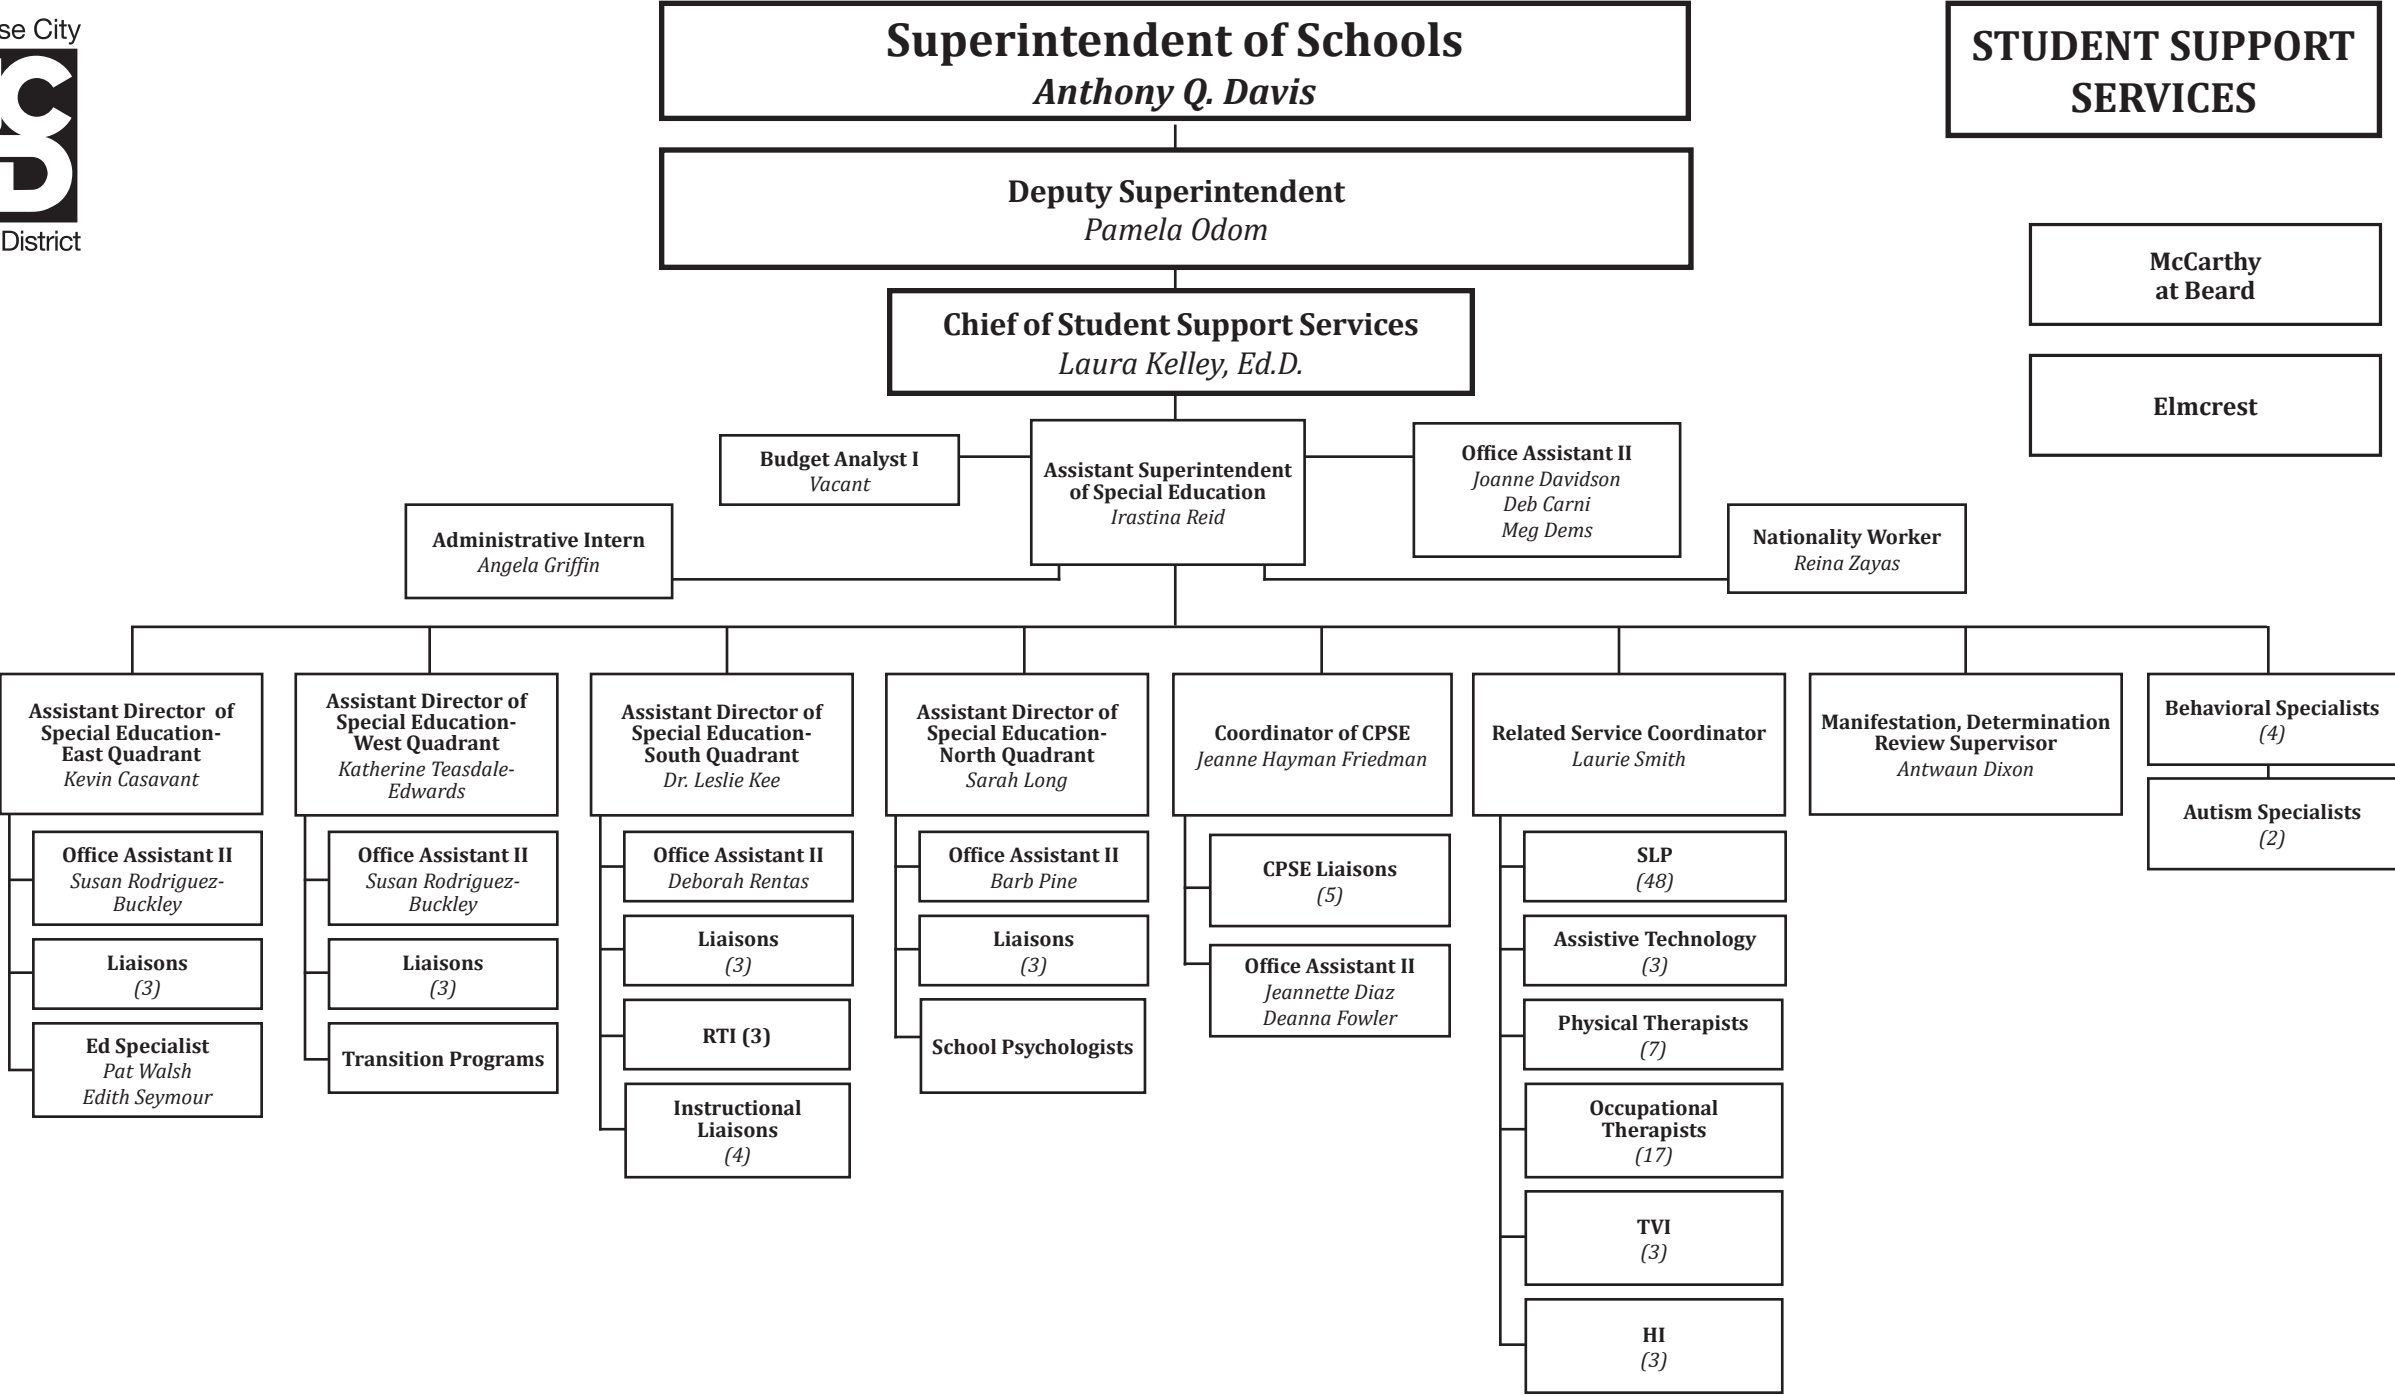 se City
District
Superintendent of Schools
Anthony Q. Davis
STUDENT SUPPORT
SERVICES
Deputy Superintendent
Pamela Odom
McCarthy
at Beard
Chief of Student Support Services
Laura Kelley, Ed.D.
Elmcrest
Budget Analyst I
Vacant
Assistant Superintendent
of Special Education
Irastina Reid
Office Assistant II
Joanne Davidson
Deb Carni
Meg Dems
Administrative Intern
Angela Griffin
Nationality Worker
Reina Zayas
Assistant Director of
Special Education-
East Quadrant
Kevin Casavant
Office Assistant II
Susan Rodriguez-
Buckley
Liaisons
(3)
Ed Specialist
Pat Walsh
Edith Seymour
Assistant Director of
Special Education-
West Quadrant
Katherine Teasdale-
Edwards
Office Assistant II
Susan Rodriguez-
Buckley
Liaisons
(3)
Transition Programs
Assistant Director of
Special Education-
South Quadrant
Dr. Leslie Kee
Office Assistant II
Deborah Rentas
Liaisons
(3)
RTI (3)
Instructional
Liaisons
(4)
Assistant Director of
Special Education-
North Quadrant
Sarah Long
Office Assistant II
Barb Pine
Liaisons
(3)
School Psychologists
Coordinator of CPSE
Jeanne Hayman Friedman
CPSE Liaisons
(5)
Office Assistant II
Jeannette Diaz
Deanna Fowler
Related Service Coordinator
Laurie Smith
SLP
(48)
Assistive Technology
(3)
Physical Therapists
(7)
Occupational
Therapists
(17)
TVI
(3)
HI
(3)
Manifestation, Determination
Review Supervisor
Antwaun Dixon
Behavioral Specialists
(4)
Autism Specialists
(2)